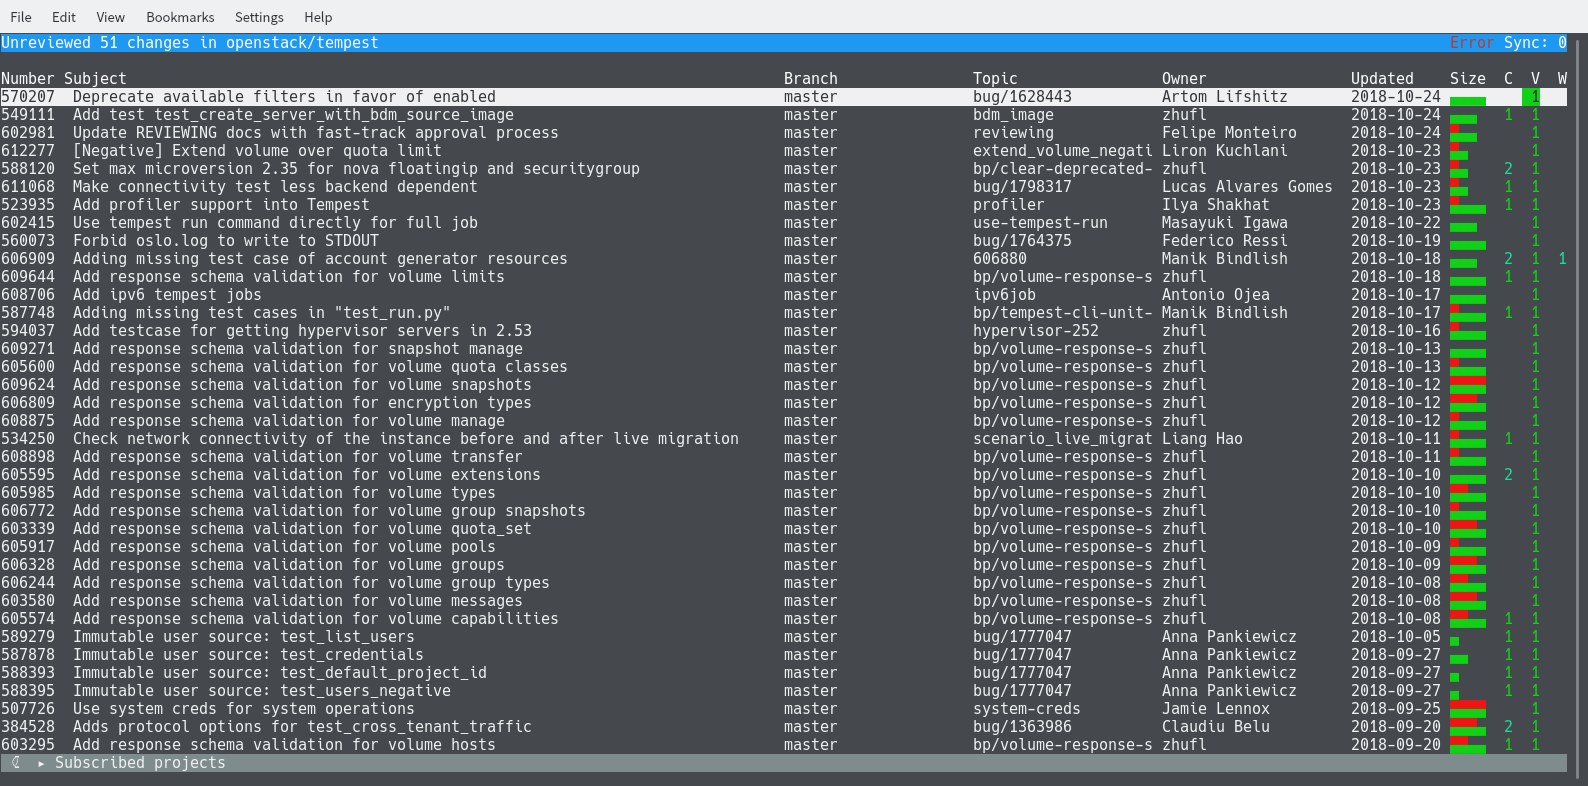 File Edit View Bookmarks Settings Help
Unreviewed 51 changes in openstack/tempest Error Sync: 0
Number Subject Branch Topic Owner Updated Size C V W
570207 Deprecate available filters in favor of enabled master bug/1628443 Artom Lifshitz 2018-10-24 1
549111 Add test test_create_server_with_bdm_source_image master bdm_image zhufl 2018-10-24 1 1
602981 Update REVIEWING docs with fast-track approval process master reviewing Felipe Monteiro 2018-10-24 1
612277 [Negative] Extend volume over quota limit master extend_volume_negati Liron Kuchlani 2018-10-23 1
588120 Set max microversion 2.35 for nova floatingip and securitygroup master bp/clear-deprecated- zhufl 2018-10-23 2 1
611068 Make connectivity test less backend dependent master bug/1798317 Lucas Alvares Gomes 2018-10-23 1 1
523935 Add profiler support into Tempest master profiler Ilya Shakhat 2018-10-23 1 1
602415 Use tempest run command directly for full job master use-tempest-run Masayuki Igawa 2018-10-22 1
560073 Forbid oslo.log to write to STDOUT master bug/1764375 Federico Ressi 2018-10-19 1
606909 Adding missing test case of account generator resources master 606880 Manik Bindlish 2018-10-18 2 1 1
609644 Add response schema validation for volume limits master bp/volume-response-s zhufl 2018-10-18 1 1
608706 Add ipv6 tempest jobs master ipv6job Antonio Ojea 2018-10-17 1
587748 Adding missing test cases in "test_run.py" master bp/tempest-cli-unit- Manik Bindlish 2018-10-17 1 1
594037 Add testcase for getting hypervisor servers in 2.53 master hypervisor-252 zhufl 2018-10-16 1
609271 Add response schema validation for snapshot manage master bp/volume-response-s zhufl 2018-10-13 1
605600 Add response schema validation for volume quota classes master bp/volume-response-s zhufl 2018-10-13 1
609624 Add response schema validation for volume snapshots master bp/volume-response-s zhufl 2018-10-12 1
606809 Add response schema validation for encryption types master bp/volume-response-s zhufl 2018-10-12 1
608875 Add response schema validation for volume manage master bp/volume-response-s zhufl 2018-10-12 1
534250 Check network connectivity of the instance before and after live migration master scenario_live_migrat Liang Hao 2018-10-11 1 1
608898 Add response schema validation for volume transfer master bp/volume-response-s zhufl 2018-10-11 1
605595 Add response schema validation for volume extensions master bp/volume-response-s zhufl 2018-10-10 2 1
605985 Add response schema validation for volume types master bp/volume-response-s zhufl 2018-10-10 1
606772 Add response schema validation for volume group snapshots master bp/volume-response-s zhufl 2018-10-10 1
603339 Add response schema validation for volume quota_set master bp/volume-response-s zhufl 2018-10-10 1
605917 Add response schema validation for volume pools master bp/volume-response-s zhufl 2018-10-09 1
606328 Add response schema validation for volume groups master bp/volume-response-s zhufl 2018-10-09 1
606244 Add response schema validation for volume group types master bp/volume-response-s zhufl 2018-10-08 1
603580 Add response schema validation for volume messages master bp/volume-response-s zhufl 2018-10-08 1
605574 Add response schema validation for volume capabilities master bp/volume-response-s zhufl 2018-10-08 1 1
589279 Immutable user source: test_list_users master bug/1777047 Anna Pankiewicz 2018-10-05 1 1
587878 Immutable user source: test_credentials master bug/1777047 Anna Pankiewicz 2018-09-27 1 1
588393 Immutable user source: test_default_project_id master bug/1777047 Anna Pankiewicz 2018-09-27 1 1
588395 Immutable user source: test_users_negative master bug/1777047 Anna Pankiewicz 2018-09-27 1 1
507726 Use system creds for system operations master system-creds Jamie Lennox 2018-09-25 1
384528 Adds protocol options for test_cross_tenant_traffic master bug/1363986 Claudiu Belu 2018-09-20 2 1
603295 Add response schema validation for volume hosts master bp/volume-response-s zhufl 2018-09-20 1 1
▸ Subscribed projects